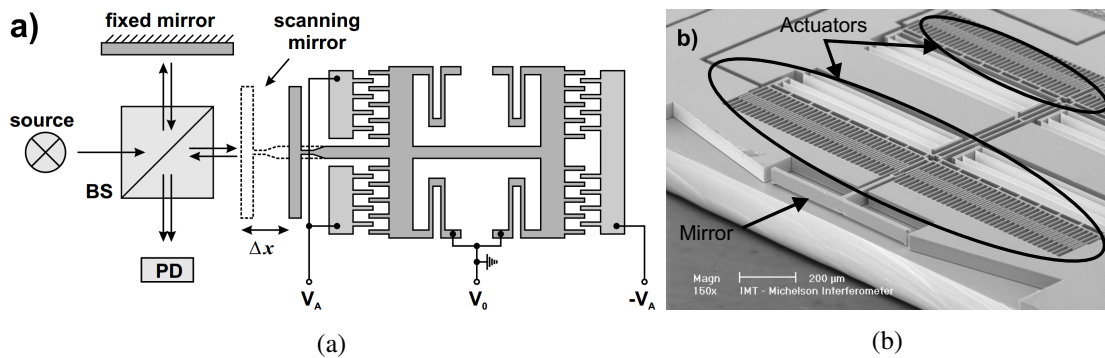 a)
fixed mirror
scanning
mirror
source
BS
Δx
PD
V_A
V_0
-V_A
(a)
b)
Actuators
Mirror
Magn
150x
200 μm
IMT - Michelson Interferometer
(b)